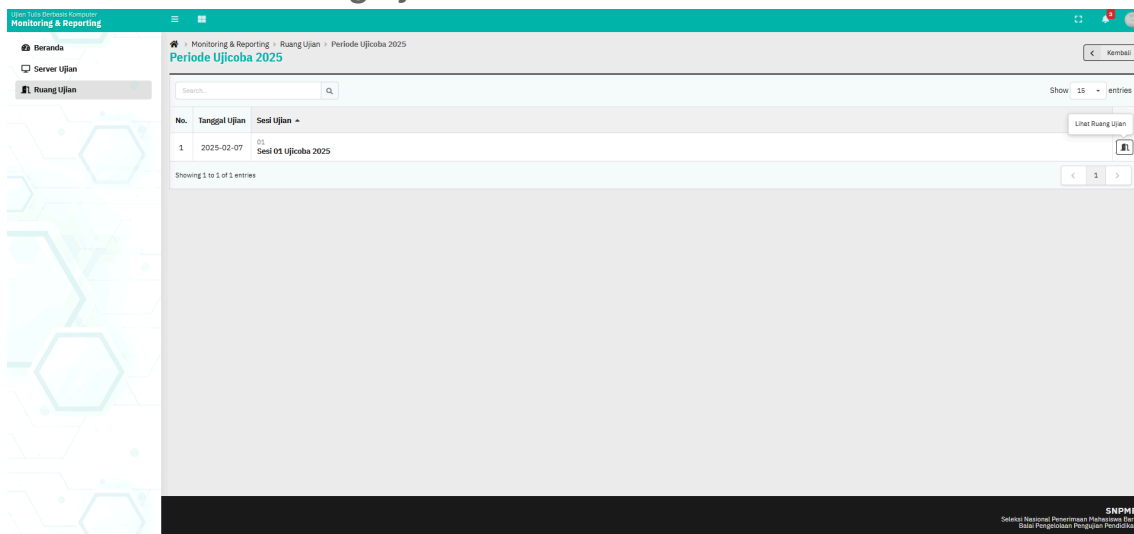 Ujian Tulis Berbasis Komputer
Monitoring & Reporting
3
Beranda
Server Ujian
Ruang Ujian
Monitoring & Reporting > Ruang Ujian > Periode Ujicoba 2025
Periode Ujicoba 2025
Kembali
Search..
Show 15 entries
No. Tanggal Ujian Sesi Ujian
Lihat Ruang Ujian
1 2025-02-07 01
Sesi 01 Ujicoba 2025
Showing 1 to 1 of 1 entries
< 1 >
SNPMB
Seleksi Nasional Penerimaan Mahasiswa Bar
Balai Pengelolaan Pengujian Pendidika